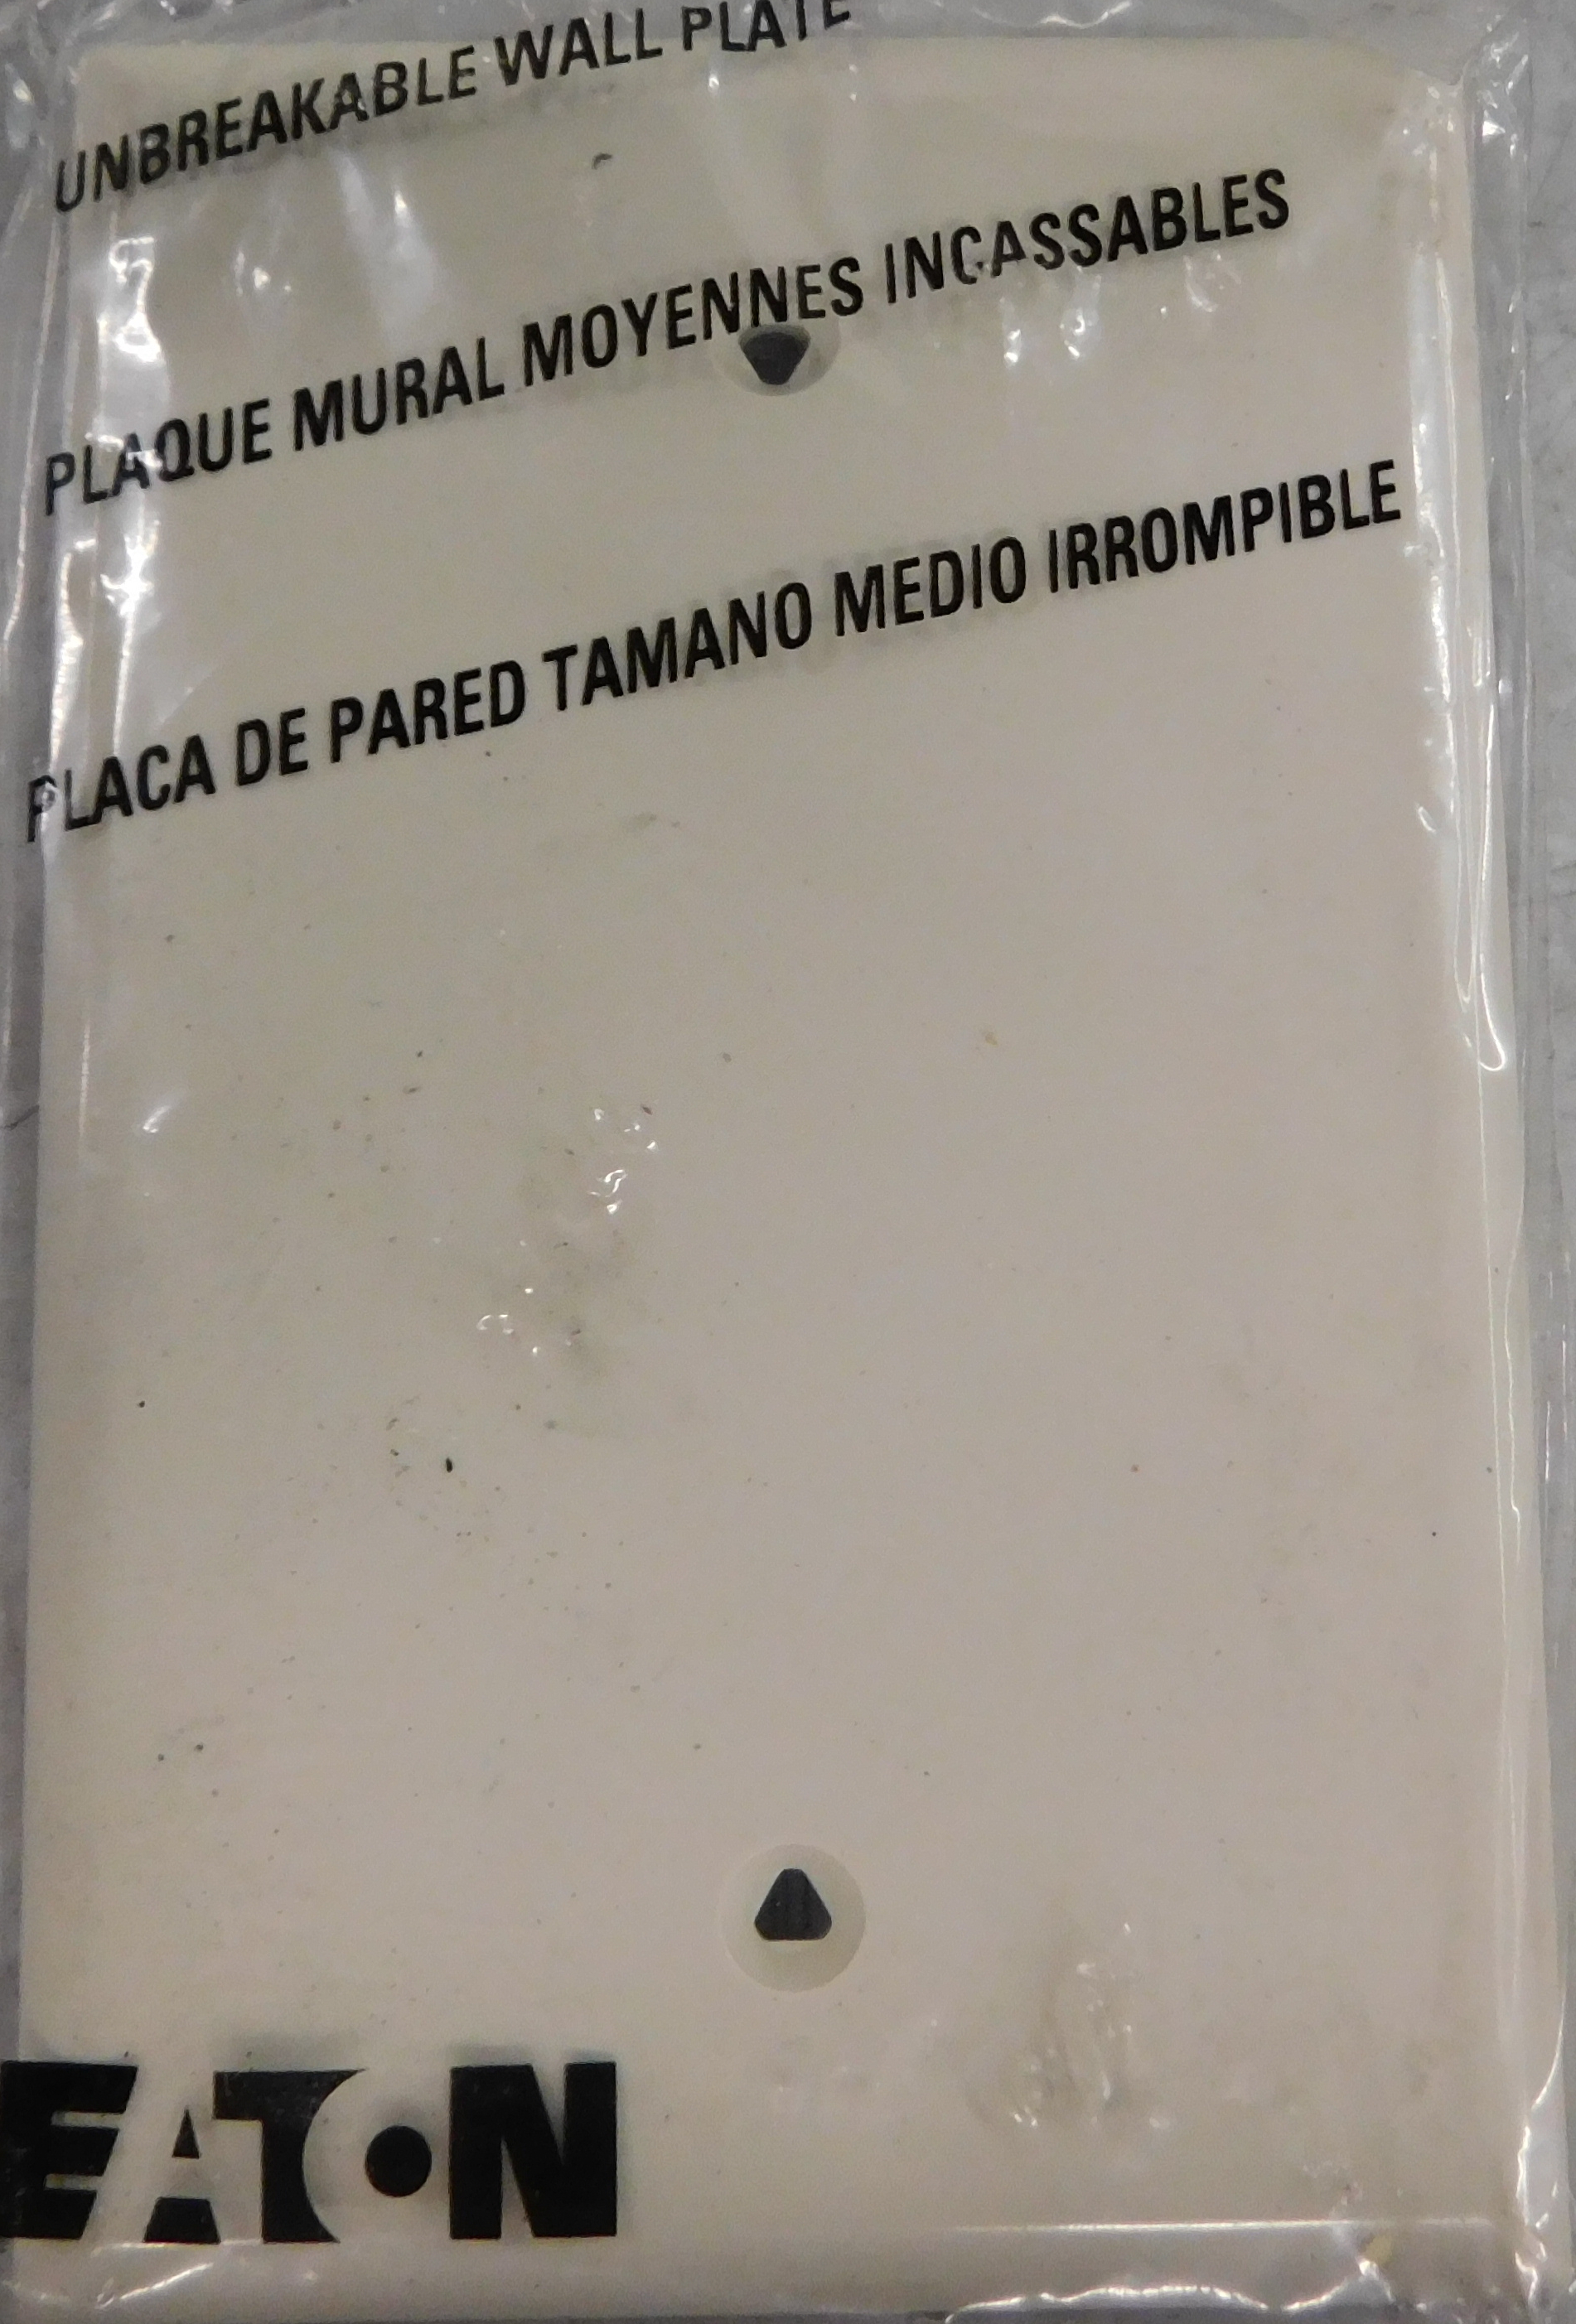 UNBREAKABLE WALL PLATE
PLAQUE MURAL MOYENNES INCASSABLES
PLACA DE PARED TAMANO MEDIO IRROMPIBLE
EATON